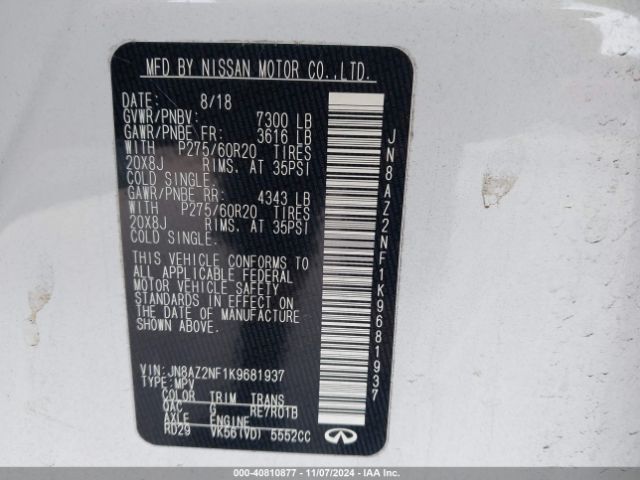 MFD BY NISSAN MOTOR CO.,LTD.
DATE: 8/18
GVWR/PNBV: 7300 LB
GAWR/PNBE FR: 3616 LB
WITH P275/60R20 TIRES
20X8J RIMS. AT 35PSI
COLD SINGLE.
GAWR/PNBE RR: 4343 LB
WITH P275/60R20 TIRES
20X8J RIMS. AT 35PSI
COLD SINGLE.
THIS VEHICLE CONFORMS TO
ALL APPLICABLE FEDERAL
MOTOR VEHICLE SAFETY
STANDARDS IN EFFECT ON
THE DATE OF MANUFACTURE
SHOWN ABOVE.
VIN:JN8AZ2NF1K9681937
TYPE:MPV
COLOR TRIM TRANS
QAC G RE7R01B
AXLE ENGINE
RD29 VK56(VD) 5552CC
JN8AZ2NF1K9681937
000-40810877 - 11/07/2024 - IAA Inc.